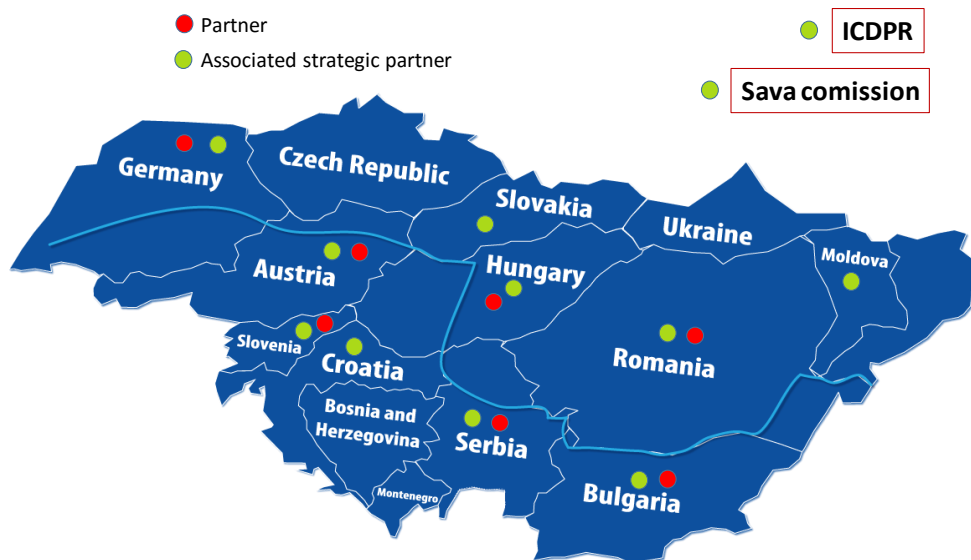 Partner
Associated strategic partner
ICDPR
Sava comission
Germany
Czech Republic
Slovakia
Ukraine
Moldova
Austria
Hungary
Slovenia
Croatia
Romania
Bosnia and
Herzegovina
Serbia
Montenegro
Bulgaria